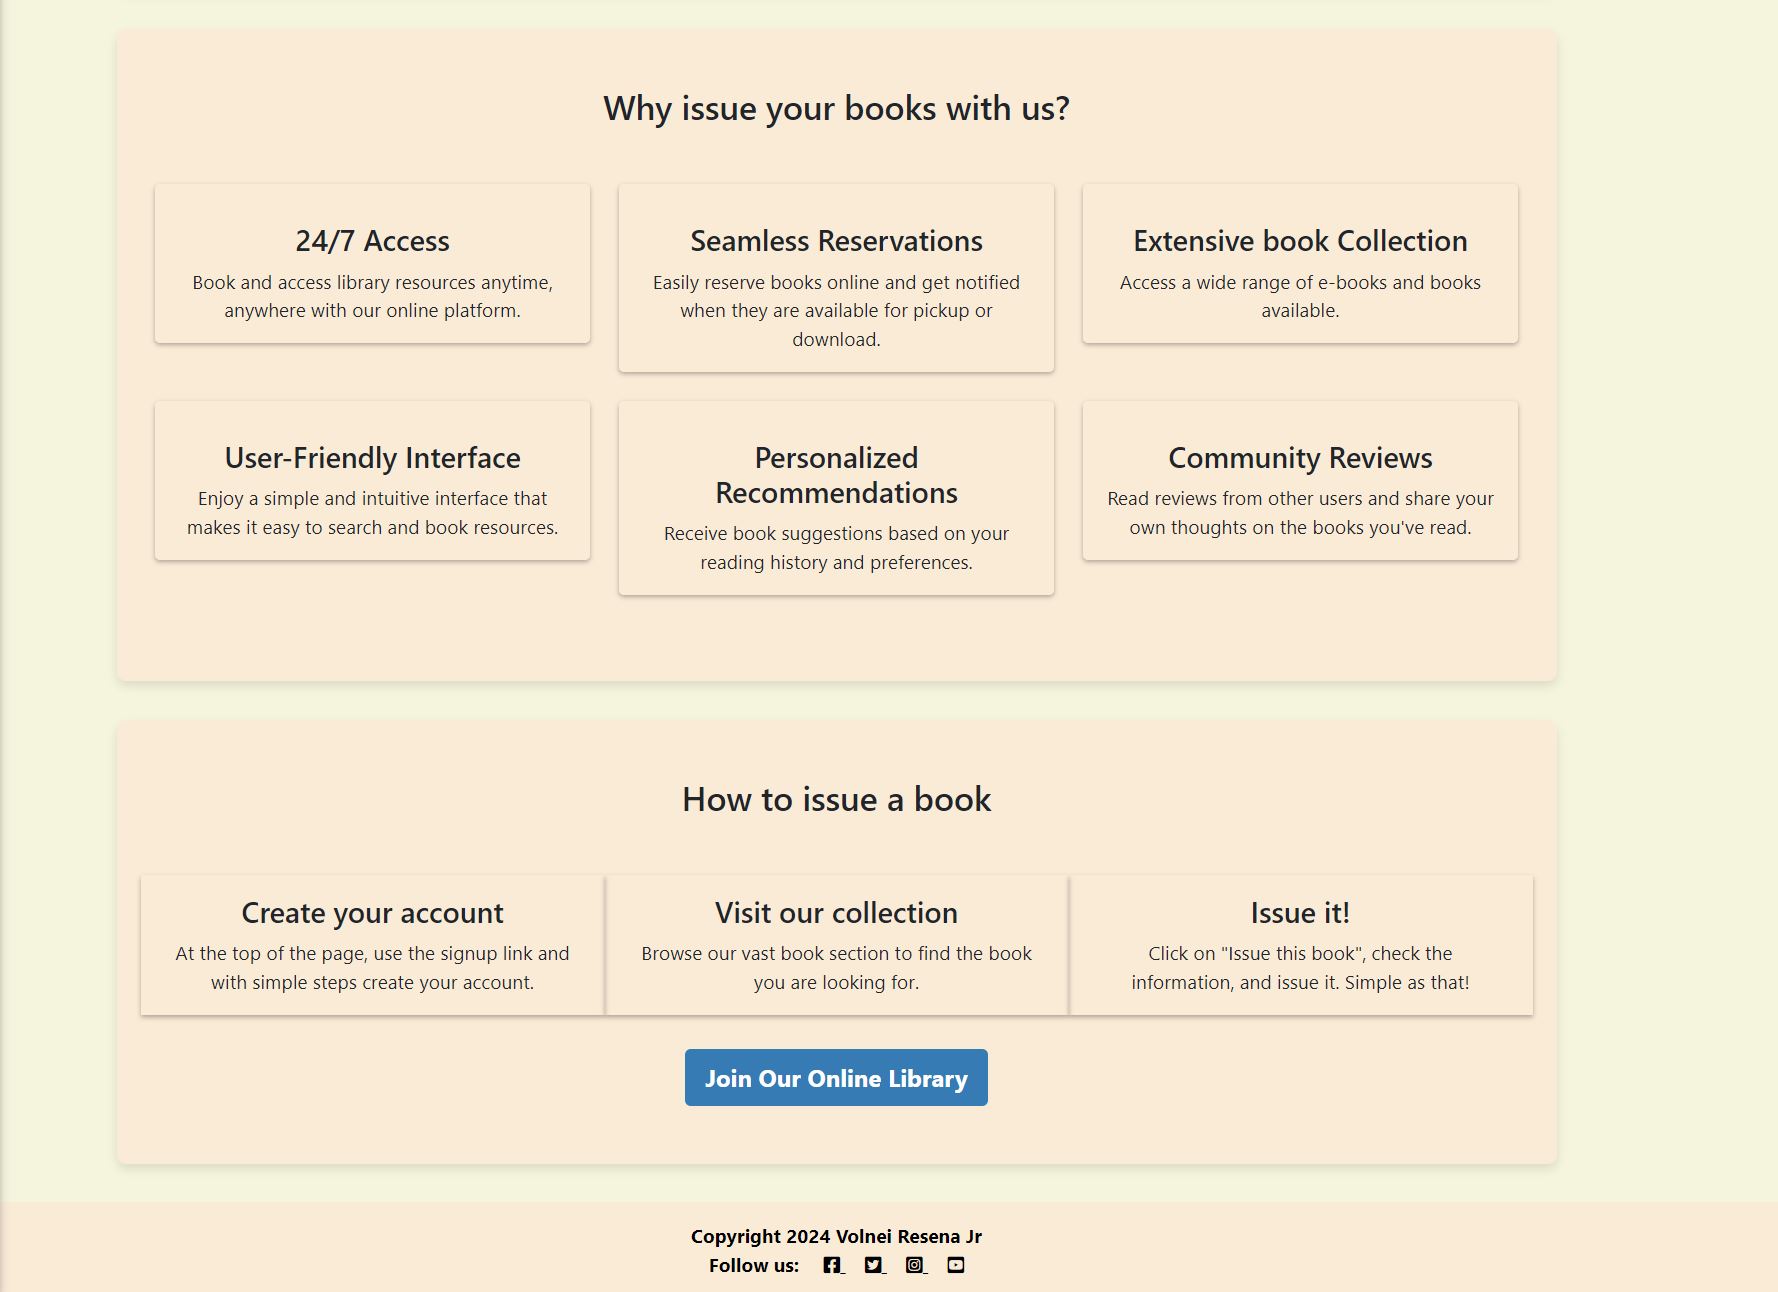 Why issue your books with us?
24/7 Access
Book and access library resources anytime,
anywhere with our online platform.
Seamless Reservations
Easily reserve books online and get notified
when they are available for pickup or
download.
Extensive book Collection
Access a wide range of e-books and books
available.
User-Friendly Interface
Enjoy a simple and intuitive interface that
makes it easy to search and book resources.
Personalized
Recommendations
Receive book suggestions based on your
reading history and preferences.
Community Reviews
Read reviews from other users and share your
own thoughts on the books you've read.
How to issue a book
Create your account
At the top of the page, use the signup link and
with simple steps create your account.
Visit our collection
Browse our vast book section to find the book
you are looking for.
Issue it!
Click on "Issue this book", check the
information, and issue it. Simple as that!
Join Our Online Library
Copyright 2024 Volnei Resena Jr
Follow us: